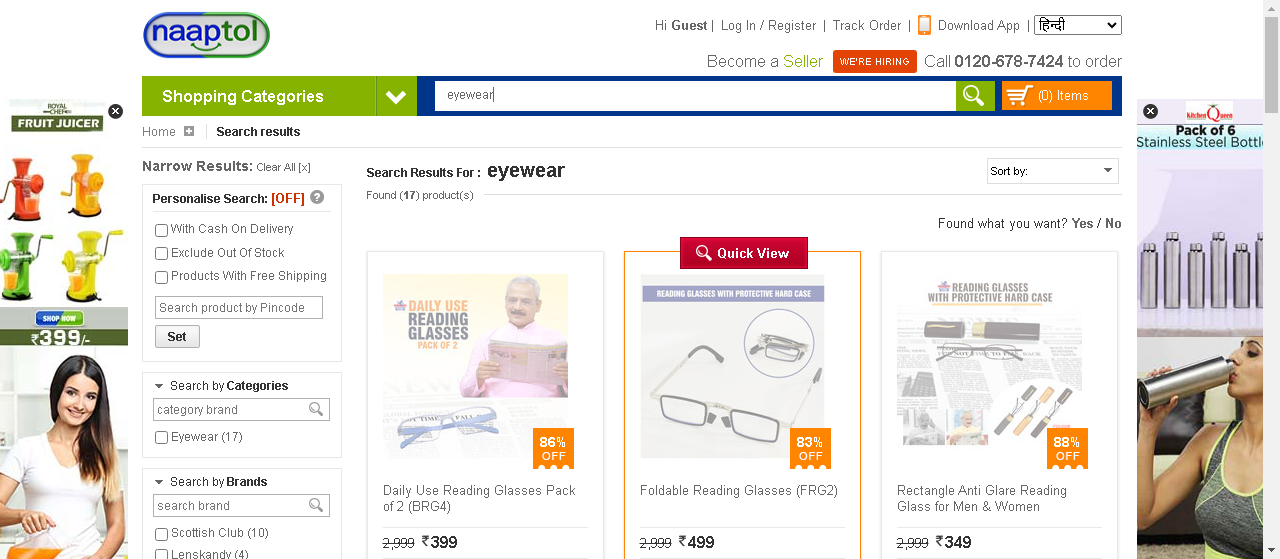 naaptol
Hi Guest | Log In / Register | Track Order | Download App | हिन्दी
Become a Seller WE'RE HIRING Call 0120-678-7424 to order
Shopping Categories
eyewear
(0) Items
ROYAL CHEF
FRUIT JUICER
SHOP NOW
₹399/-
Kitchen Queen
Pack of 6
Stainless Steel Bottl
Home Search results
Narrow Results: Clear All [x]
Personalise Search: [OFF] ?
With Cash On Delivery
Exclude Out Of Stock
Products With Free Shipping
Search product by Pincode
Set
Search by Categories
category brand
Eyewear (17)
Search by Brands
search brand
Scottish Club (10)
Lenskandy (4)
Search Results For : eyewear
Sort by:
Found (17) product(s)
Found what you want? Yes / No
DAILY USE
READING
GLASSES
PACK OF 2
86%
OFF
Daily Use Reading Glasses Pack
of 2 (BRG4)
2,999 ₹399
Quick View
READING GLASSES WITH PROTECTIVE HARD CASE
83%
OFF
Foldable Reading Glasses (FRG2)
2,999 ₹499
READING GLASSES
WITH PROTECTIVE HARD CASE
88%
OFF
Rectangle Anti Glare Reading
Glass for Men & Women
2,999 ₹349